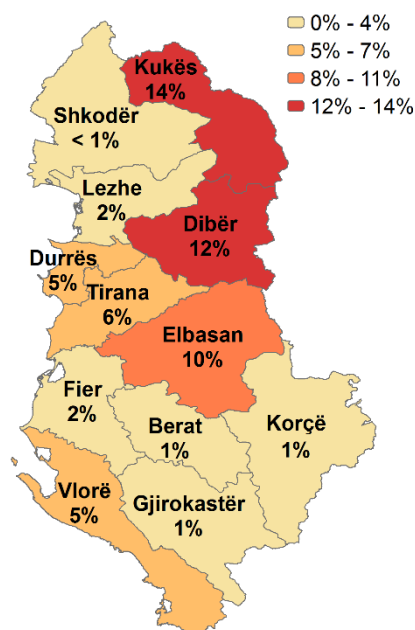 0% - 4%
5% - 7%
8% - 11%
12% - 14%
Kukës
14%
Shkodër
< 1%
Lezhe
2%
Dibër
12%
Durrës
5%
Tirana
6%
Elbasan
10%
Fier
2%
Berat
1%
Korçë
1%
Vlorë
5%
Gjirokastër
1%